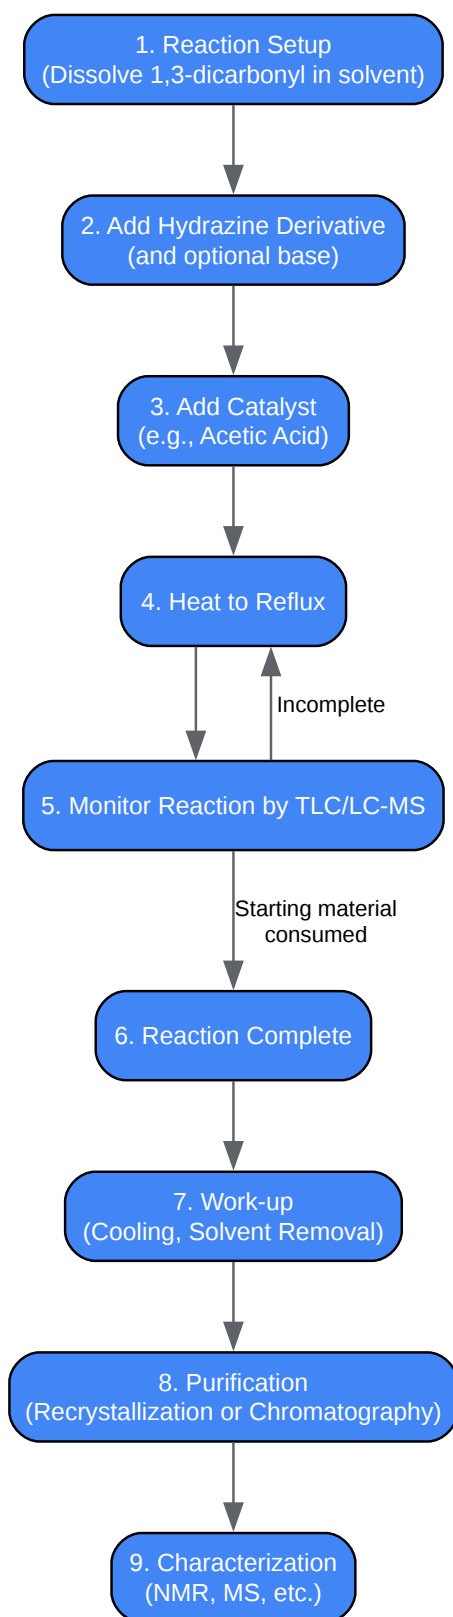 1. Reaction Setup
(Dissolve 1,3-dicarbonyl in solvent)
2. Add Hydrazine Derivative
(and optional base)
3. Add Catalyst
(e.g., Acetic Acid)
4. Heat to Reflux
Incomplete
5. Monitor Reaction by TLC/LC-MS
Starting material
consumed
6. Reaction Complete
7. Work-up
(Cooling, Solvent Removal)
8. Purification
(Recrystallization or Chromatography)
9. Characterization
(NMR, MS, etc.)